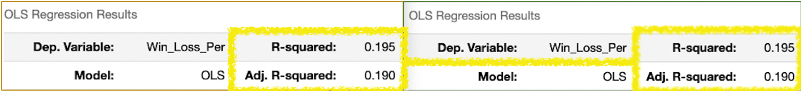 OLS Regression Results
Dep. Variable: Win_Loss_Per R-squared: 0.195
Model: OLS Adj. R-squared: 0.190
OLS Regression Results
Dep. Variable: Win_Loss_Per R-squared: 0.195
Model: OLS Adj. R-squared: 0.190